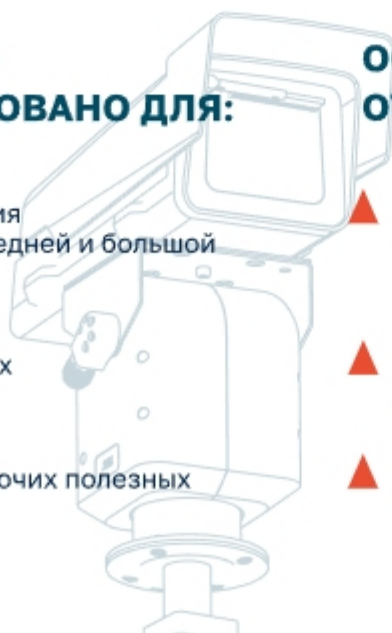 О
ОВАНО ДЛЯ:
О
ия
едней и большой
х
очих полезных